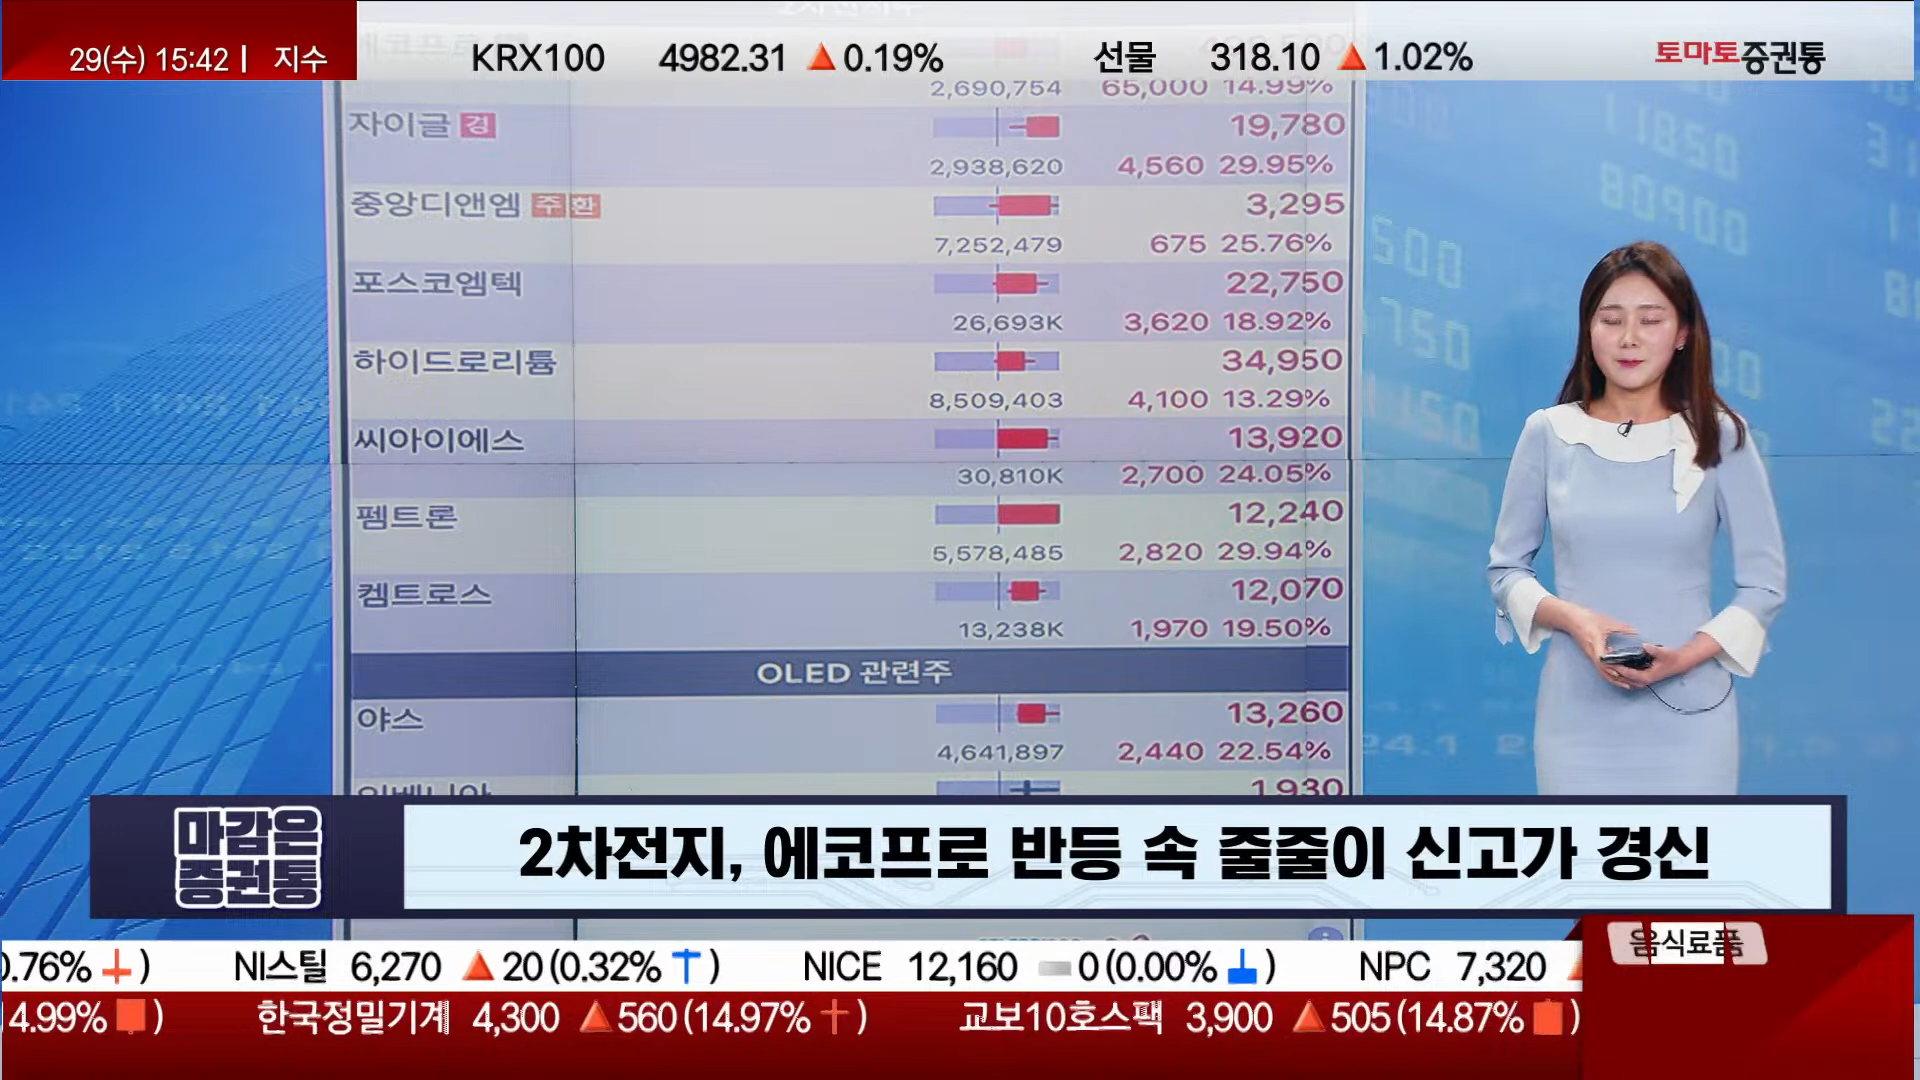 29(수) 15:42 | 지수 KRX100 4982.31 ▲0.19% 선물 318.10 ▲1.02% 토마토증권통
2,690,754 65,000 14.99%
자이글 경 19,780
2,938,620 4,560 29.95%
중앙디앤엠 주 환 3,295
7,252,479 675 25.76%
포스코엠텍 22,750
26,693K 3,620 18.92%
하이드로리튬 34,950
8,509,403 4,100 13.29%
씨아이에스 13,920
30,810K 2,700 24.05%
펨트론 12,240
5,578,485 2,820 29.94%
켐트로스 12,070
13,238K 1,970 19.50%
OLED 관련주
야스 13,260
4,641,897 2,440 22.54%
1,930
마감은
증권통
2차전지, 에코프로 반등 속 줄줄이 신고가 경신
0.76% ) NI스틸 6,270 ▲20(0.32% ) NICE 12,160 0(0.00% ) NPC 7,320
음식료품
4.99% ) 한국정밀기계 4,300 ▲560(14.97% ) 교보10호스팩 3,900 ▲505(14.87% )